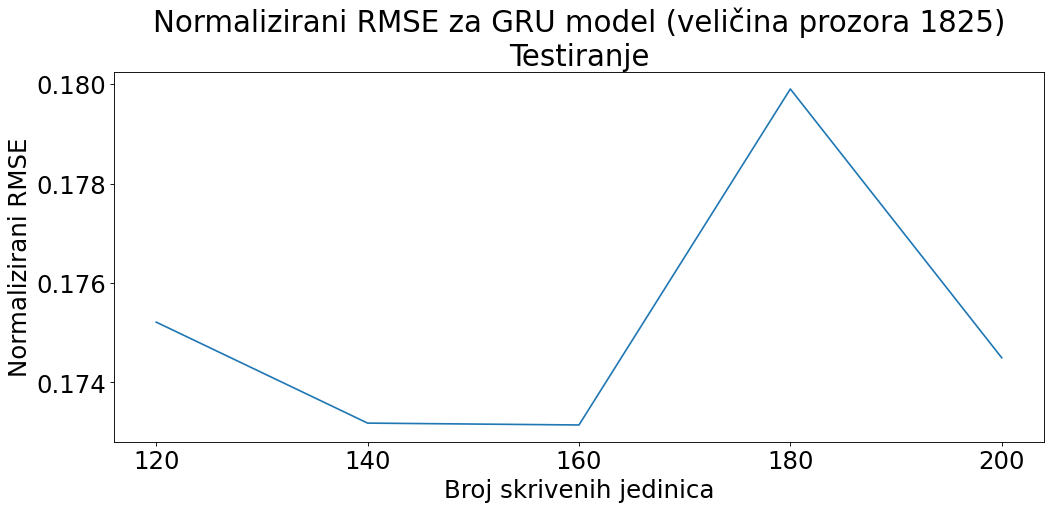 Normalizirani RMSE za GRU model (veličina prozora 1825)
Testiranje
Normalizirani RMSE
0.180
0.178
0.176
0.174
120 140 160 180 200
Broj skrivenih jedinica